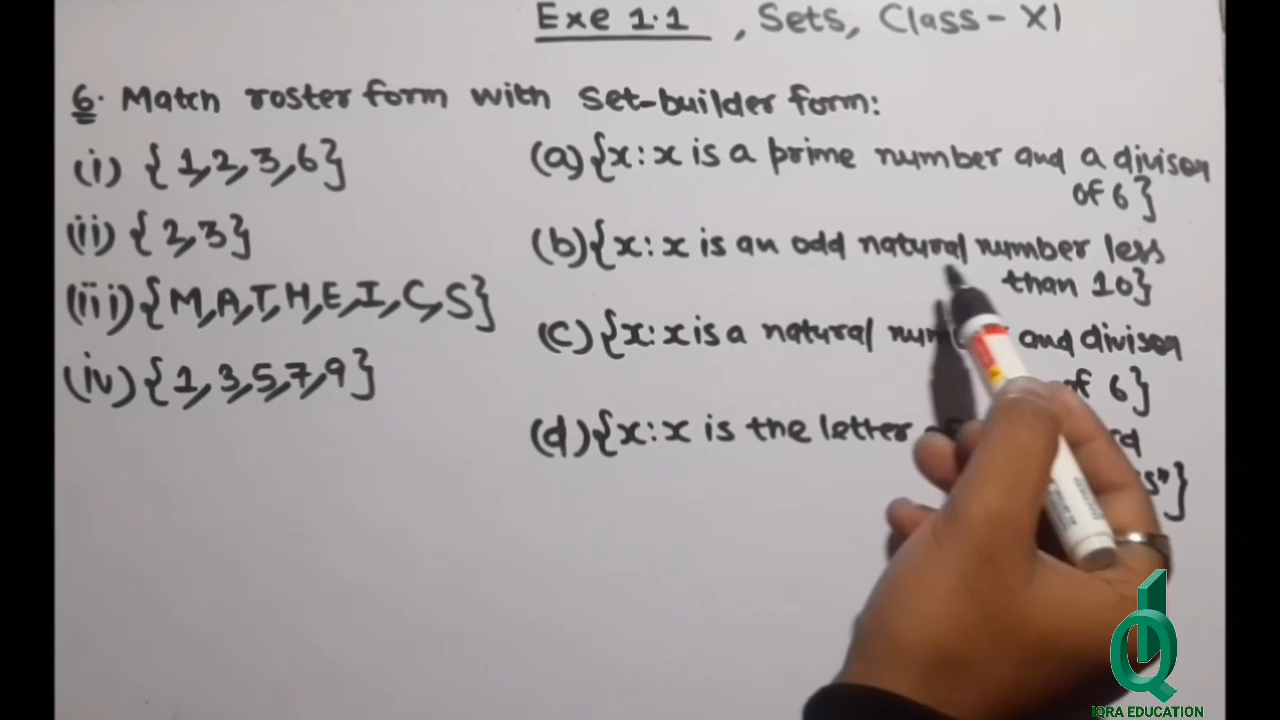 Exe 1.1 , Sets, Class - XI
6. Match roster form with set-builder form:
(i) {1,2,3,6}
(ii) {2,3}
(iii) {M,A,T,H,E,I,C,S}
(iv) {1,3,5,7,9}
(a) {x:x is a prime number and a divisor
of 6}
(b) {x:x is an odd natural number less
than 10}
(c) {x:x is a natural and divisor
of 6}
(d) {x:x is the letter
IQRA EDUCATION